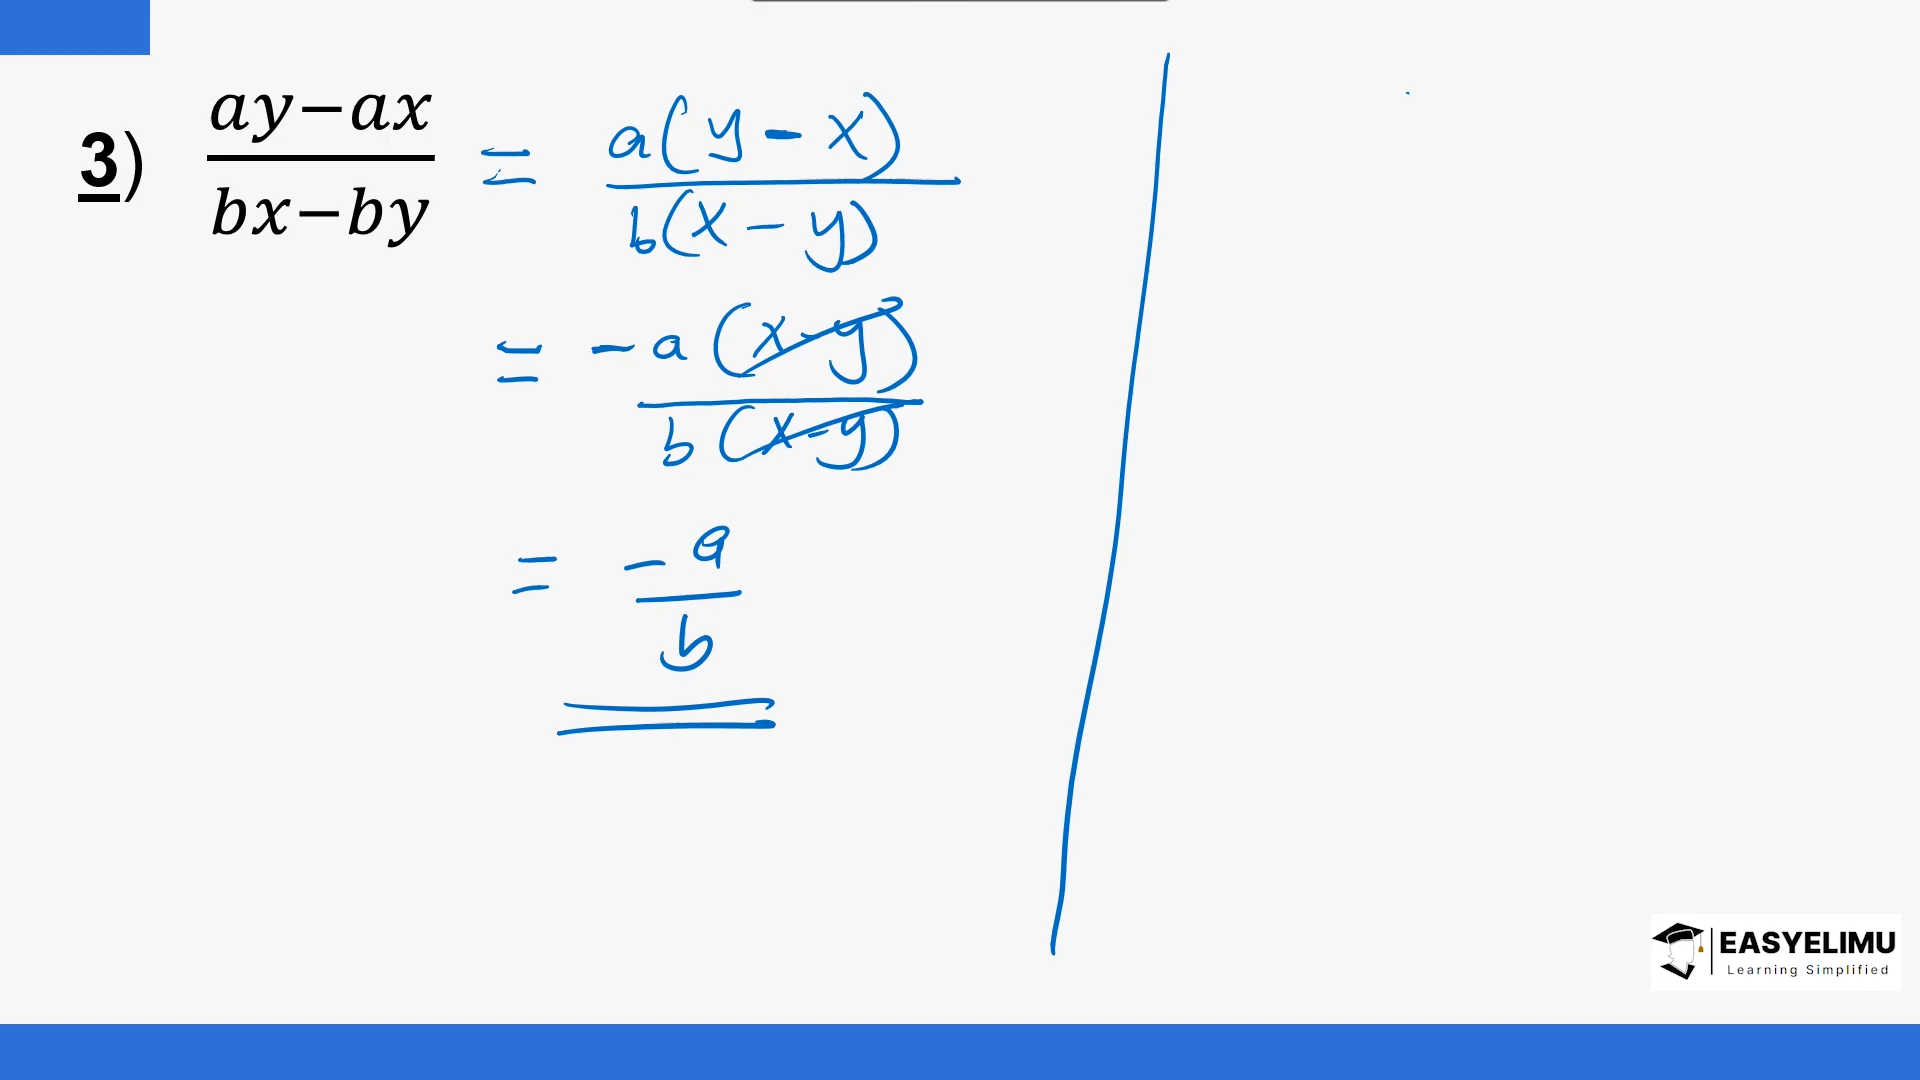 3) ay−ax / bx−by = a(y − x) / b(x − y)
= −a(x−y) / b(x−y)
= −a / b
EASYELIMU
Learning Simplified